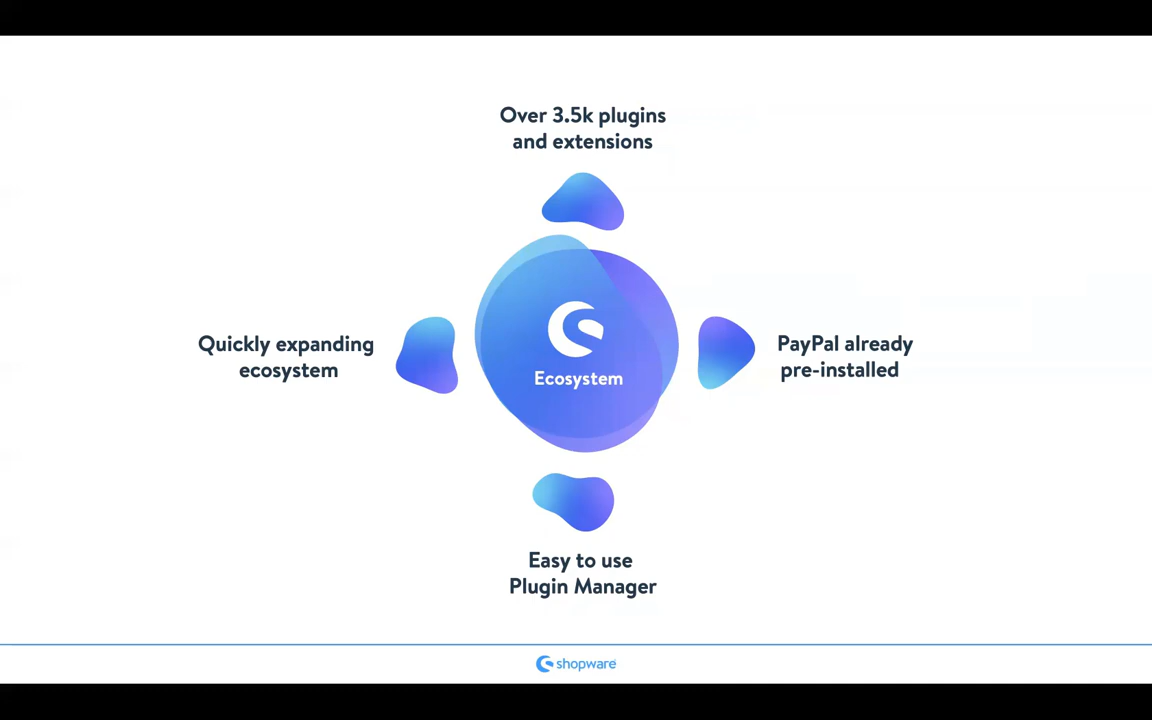 Over 3.5k plugins
and extensions
Quickly expanding
ecosystem
Ecosystem
PayPal already
pre-installed
Easy to use
Plugin Manager
shopware